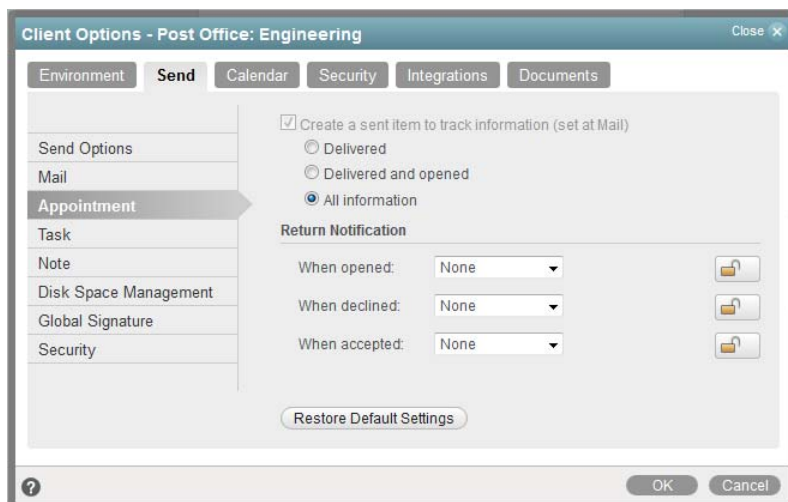 Client Options - Post Office: Engineering
Close
Environment Send Calendar Security Integrations Documents
Create a sent item to track information (set at Mail)
Delivered
Delivered and opened
All information
Send Options
Mail
Appointment
Task
Note
Disk Space Management
Global Signature
Security
Return Notification
When opened: None
When declined: None
When accepted: None
Restore Default Settings
? OK Cancel